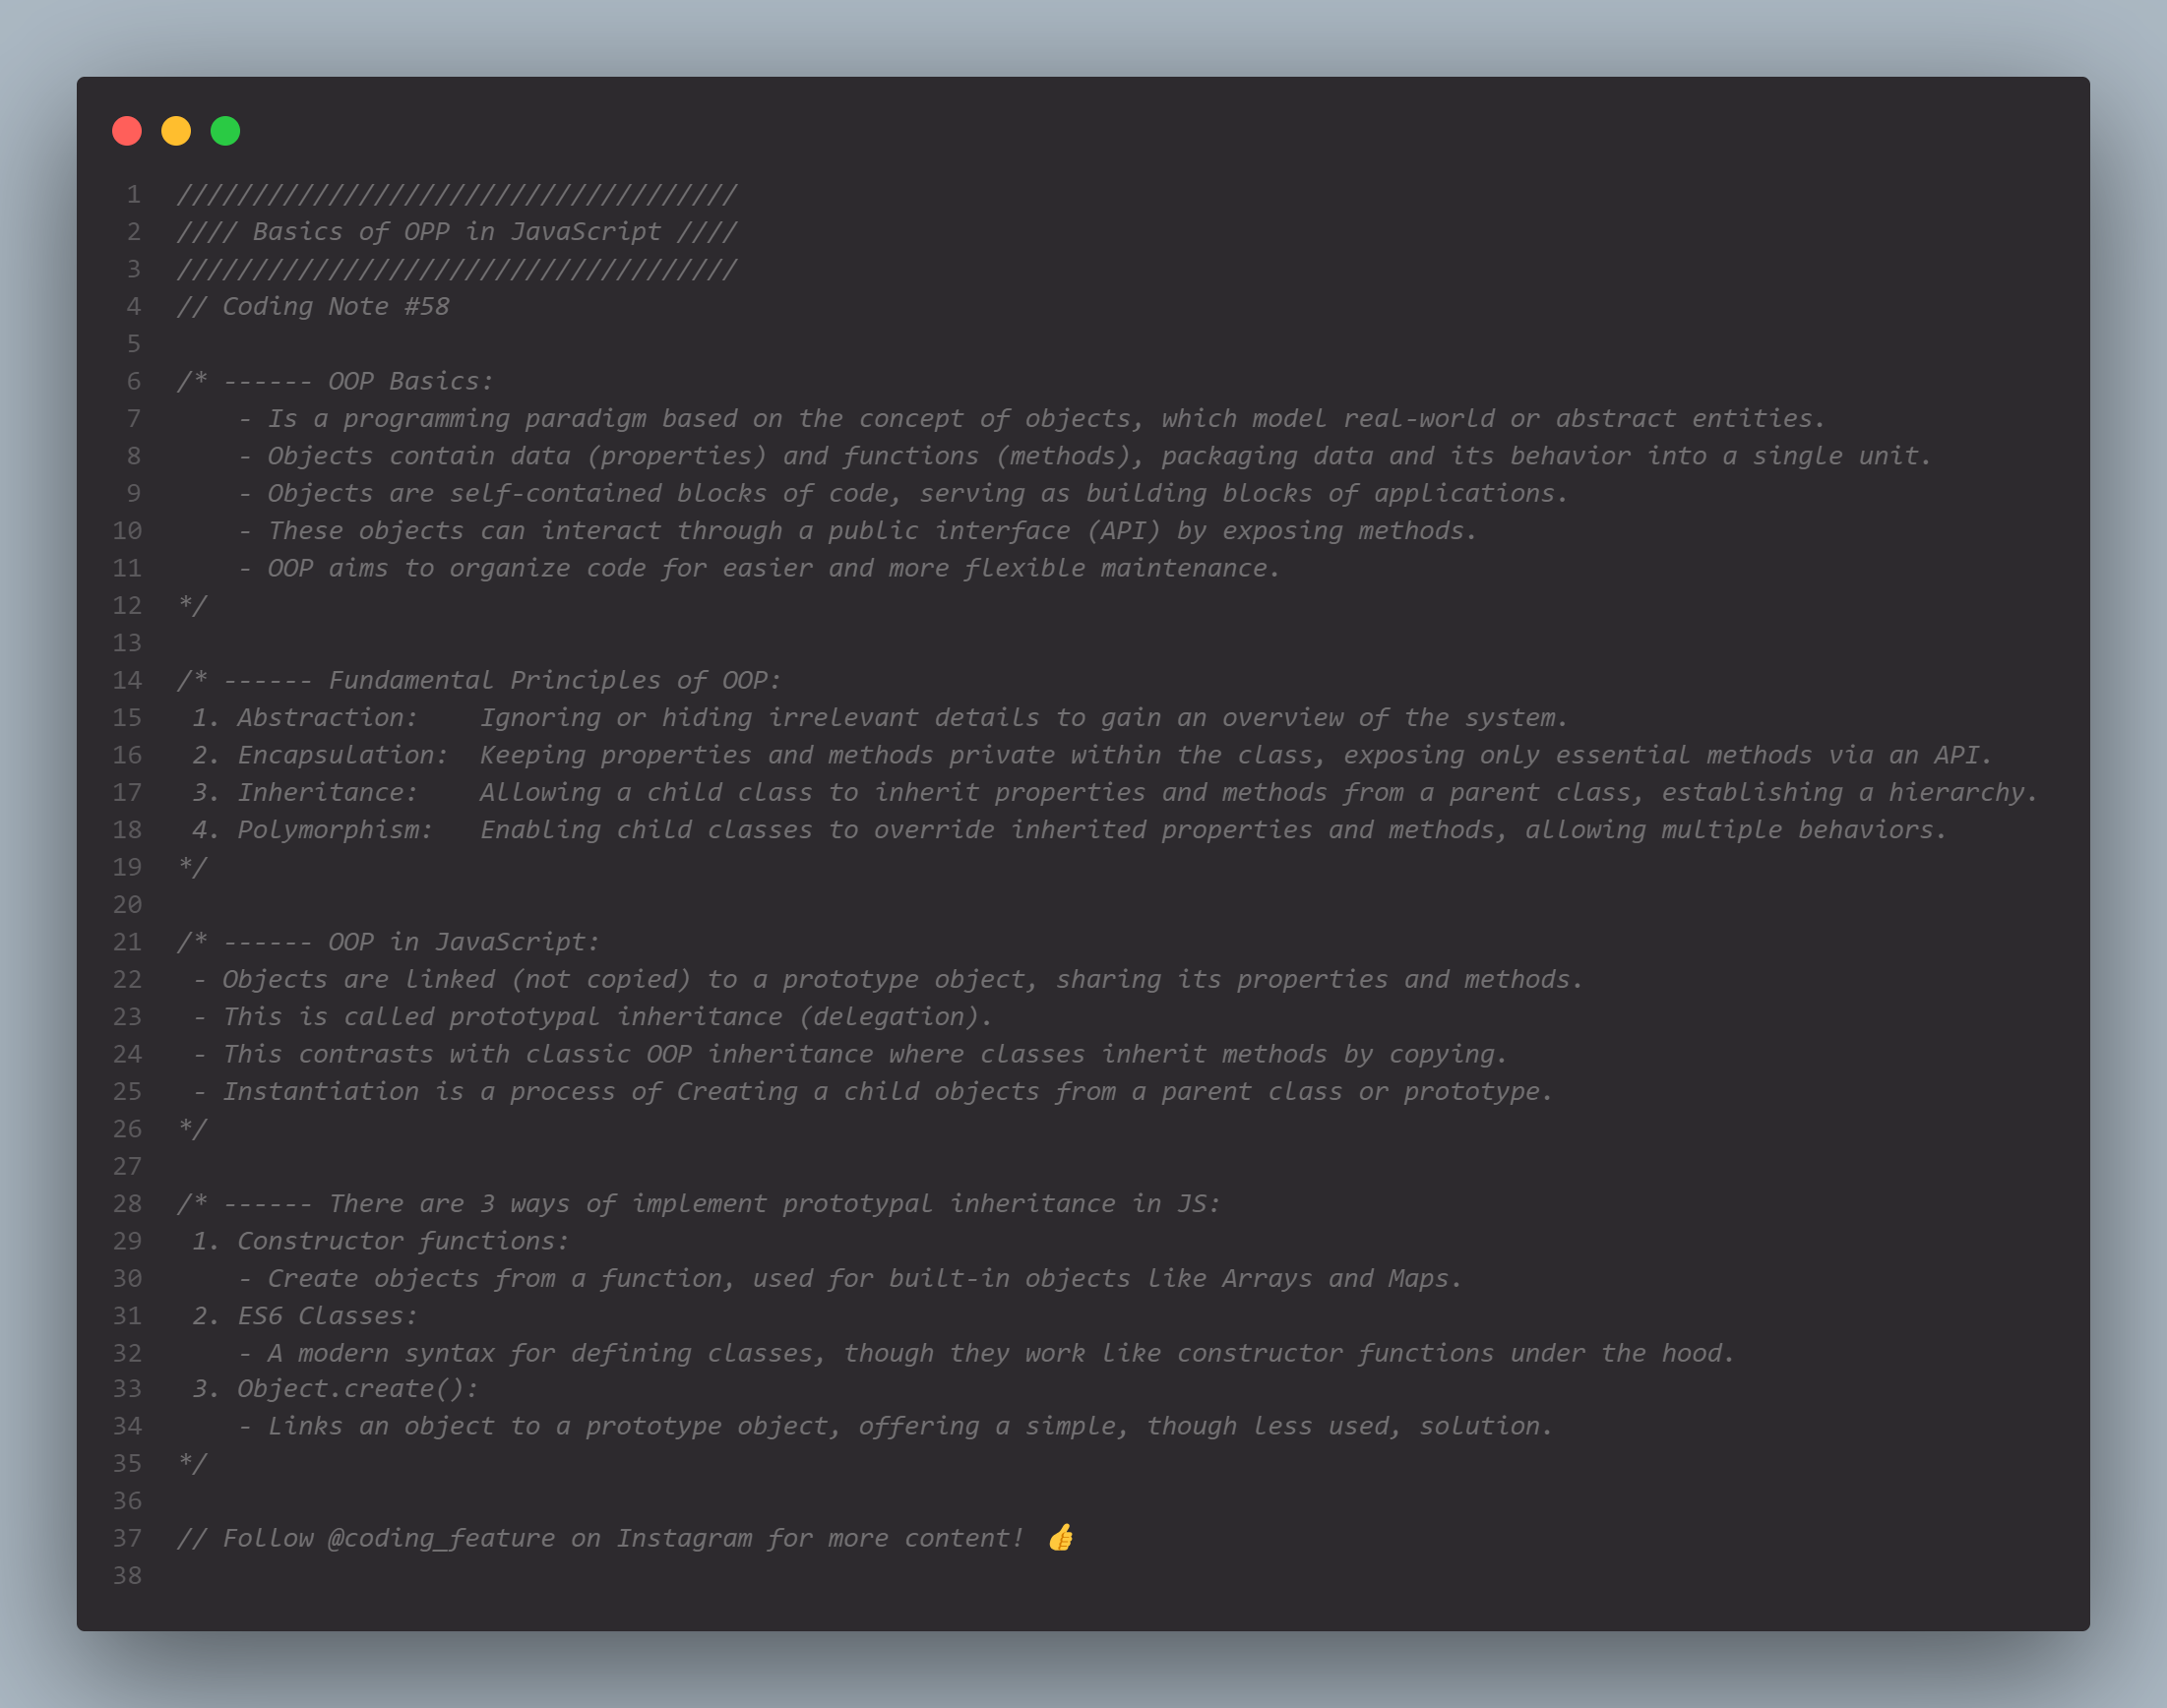 1 /////////////////////////////////////
2 //// Basics of OPP in JavaScript ////
3 /////////////////////////////////////
4 // Coding Note #58
5
6 /* ------ OOP Basics:
7     - Is a programming paradigm based on the concept of objects, which model real-world or abstract entities.
8     - Objects contain data (properties) and functions (methods), packaging data and its behavior into a single unit.
9     - Objects are self-contained blocks of code, serving as building blocks of applications.
10     - These objects can interact through a public interface (API) by exposing methods.
11     - OOP aims to organize code for easier and more flexible maintenance.
12 */
13
14 /* ------ Fundamental Principles of OOP:
15  1. Abstraction:    Ignoring or hiding irrelevant details to gain an overview of the system.
16  2. Encapsulation:  Keeping properties and methods private within the class, exposing only essential methods via an API.
17  3. Inheritance:    Allowing a child class to inherit properties and methods from a parent class, establishing a hierarchy.
18  4. Polymorphism:   Enabling child classes to override inherited properties and methods, allowing multiple behaviors.
19 */
20
21 /* ------ OOP in JavaScript:
22  - Objects are linked (not copied) to a prototype object, sharing its properties and methods.
23  - This is called prototypal inheritance (delegation).
24  - This contrasts with classic OOP inheritance where classes inherit methods by copying.
25  - Instantiation is a process of Creating a child objects from a parent class or prototype.
26 */
27
28 /* ------ There are 3 ways of implement prototypal inheritance in JS:
29  1. Constructor functions:
30     - Create objects from a function, used for built-in objects like Arrays and Maps.
31  2. ES6 Classes:
32     - A modern syntax for defining classes, though they work like constructor functions under the hood.
33  3. Object.create():
34     - Links an object to a prototype object, offering a simple, though less used, solution.
35 */
36
37 // Follow @coding_feature on Instagram for more content! 👍
38